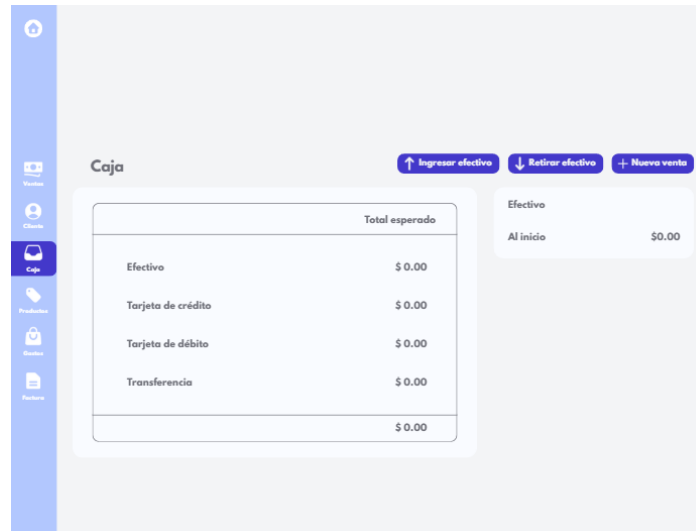 Ventas
Cliente
Caja
Productos
Gastos
Factura
Caja
Ingresar efectivo
Retirar efectivo
Nueva venta
Total esperado
Efectivo $ 0.00
Tarjeta de crédito $ 0.00
Tarjeta de débito $ 0.00
Transferencia $ 0.00
$ 0.00
Efectivo
Al inicio $0.00